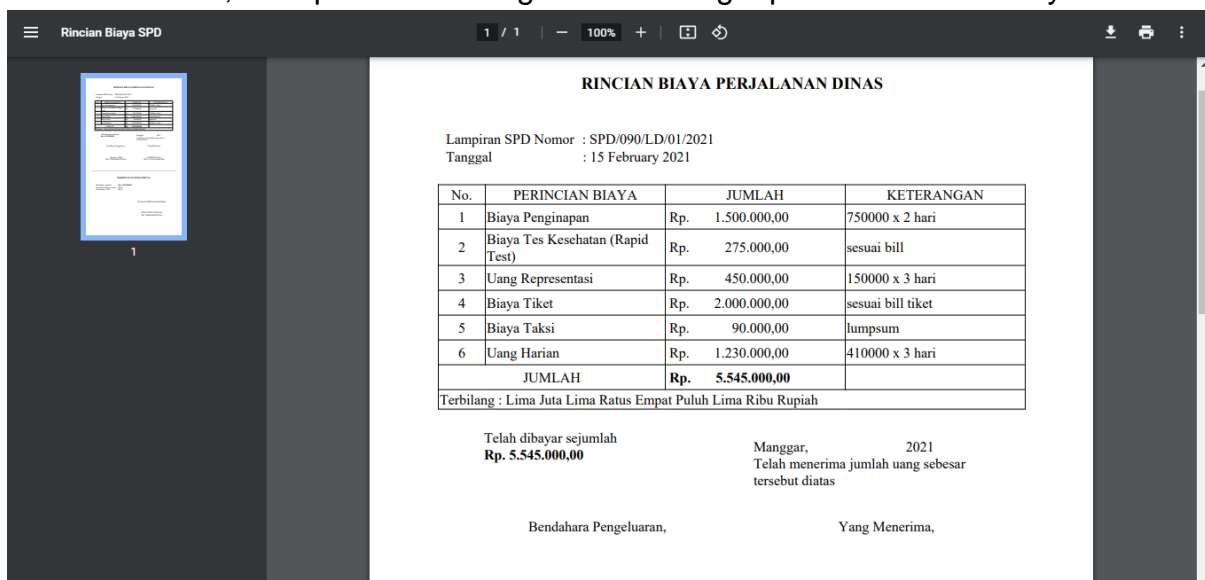 Rincian Biaya SPD
1 / 1 | − 100% + |
1
RINCIAN BIAYA PERJALANAN DINAS
Lampiran SPD Nomor : SPD/090/LD/01/2021
Tanggal : 15 February 2021
No. PERINCIAN BIAYA JUMLAH KETERANGAN
1 Biaya Penginapan Rp. 1.500.000,00 750000 x 2 hari
2 Biaya Tes Kesehatan (Rapid Test) Rp. 275.000,00 sesuai bill
3 Uang Representasi Rp. 450.000,00 150000 x 3 hari
4 Biaya Tiket Rp. 2.000.000,00 sesuai bill tiket
5 Biaya Taksi Rp. 90.000,00 lumpsum
6 Uang Harian Rp. 1.230.000,00 410000 x 3 hari
JUMLAH Rp. 5.545.000,00
Terbilang : Lima Juta Lima Ratus Empat Puluh Lima Ribu Rupiah
Telah dibayar sejumlah
Rp. 5.545.000,00
Manggar, 2021
Telah menerima jumlah uang sebesar
tersebut diatas
Bendahara Pengeluaran,
Yang Menerima,